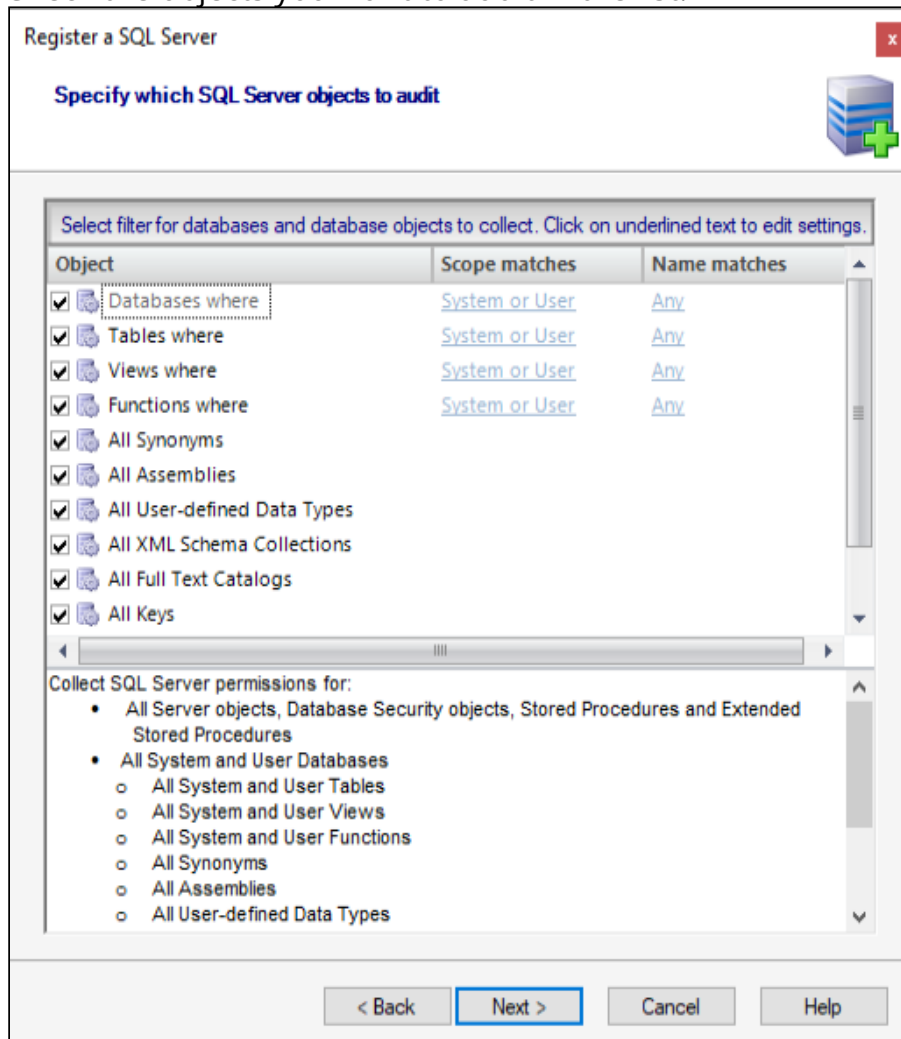 Register a SQL Server
x
Specify which SQL Server objects to audit
Select filter for databases and database objects to collect. Click on underlined text to edit settings.
Object Scope matches Name matches
Databases where System or User Any
Tables where System or User Any
Views where System or User Any
Functions where System or User Any
All Synonyms
All Assemblies
All User-defined Data Types
All XML Schema Collections
All Full Text Catalogs
All Keys
Collect SQL Server permissions for:
• All Server objects, Database Security objects, Stored Procedures and Extended
Stored Procedures
• All System and User Databases
o All System and User Tables
o All System and User Views
o All System and User Functions
o All Synonyms
o All Assemblies
o All User-defined Data Types
< Back Next > Cancel Help